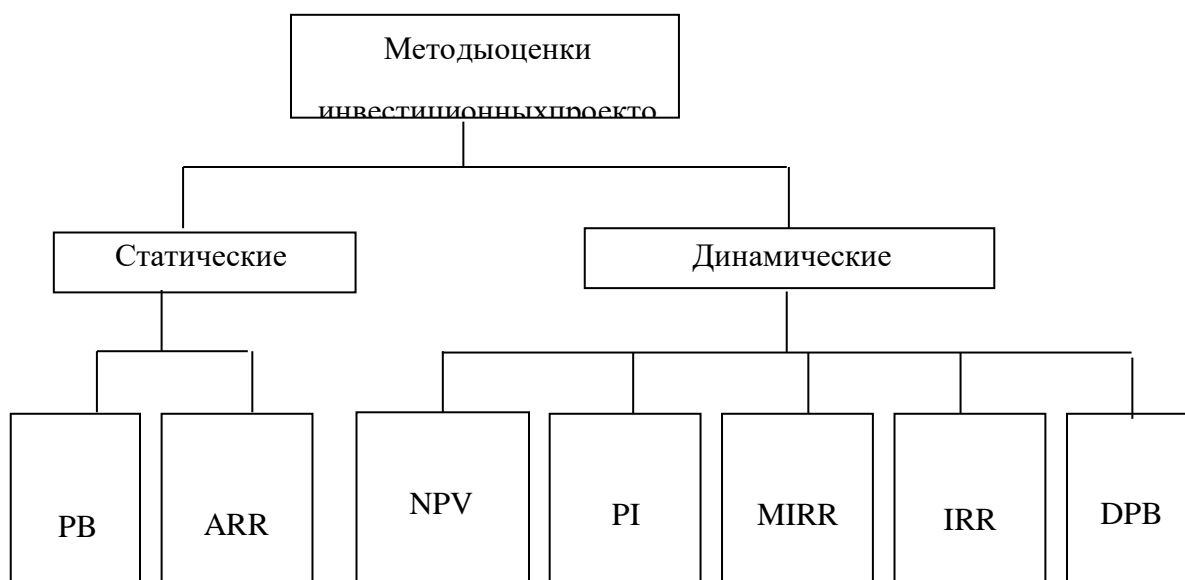 Методыоценки
инвестиционныхпроекто
Статические
Динамические
PB
ARR
NPV
PI
MIRR
IRR
DPB